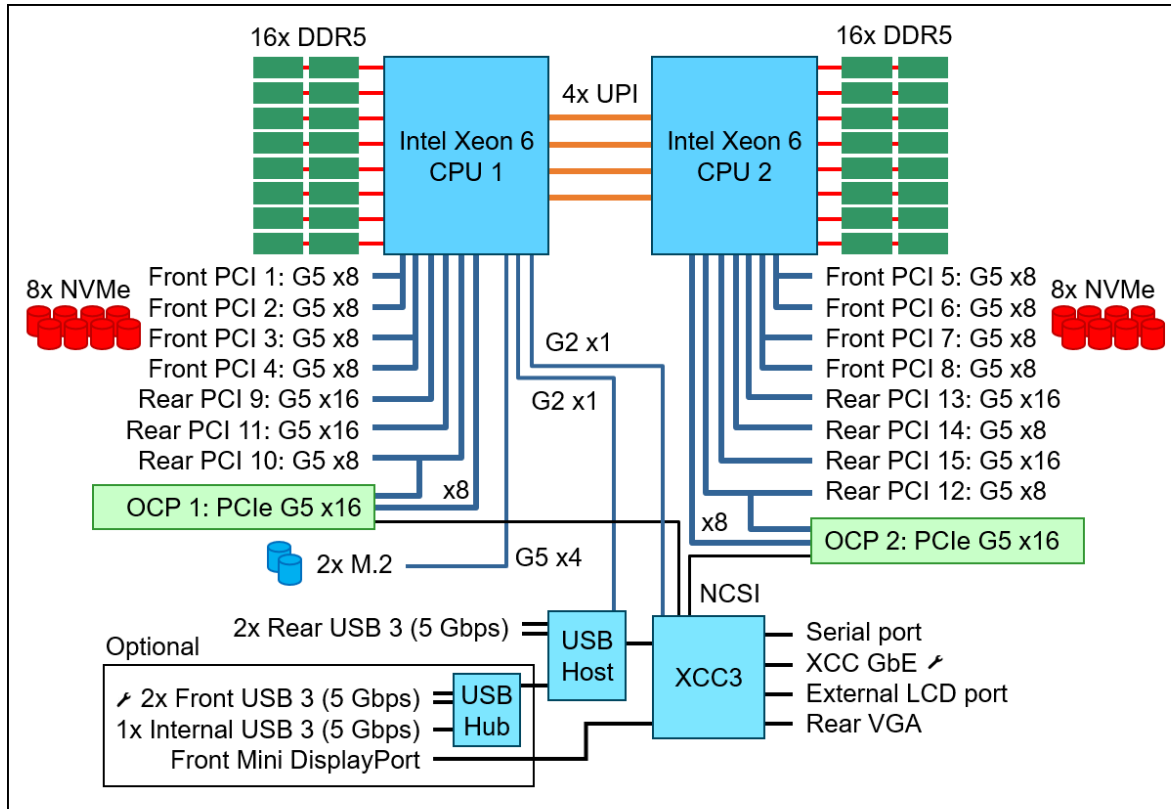 16x DDR5
16x DDR5
Intel Xeon 6
CPU 1
4x UPI
Intel Xeon 6
CPU 2
8x NVMe
Front PCI 1: G5 x8
Front PCI 2: G5 x8
Front PCI 3: G5 x8
Front PCI 4: G5 x8
Rear PCI 9: G5 x16
Rear PCI 11: G5 x16
Rear PCI 10: G5 x8
x8
OCP 1: PCIe G5 x16
2x M.2
G5 x4
G2 x1
G2 x1
Front PCI 5: G5 x8
Front PCI 6: G5 x8
Front PCI 7: G5 x8
Front PCI 8: G5 x8
Rear PCI 13: G5 x16
Rear PCI 14: G5 x8
Rear PCI 15: G5 x16
Rear PCI 12: G5 x8
8x NVMe
x8
OCP 2: PCIe G5 x16
NCSI
2x Rear USB 3 (5 Gbps)
USB
Host
XCC3
Serial port
XCC GbE
External LCD port
Rear VGA
Optional
2x Front USB 3 (5 Gbps)
1x Internal USB 3 (5 Gbps)
USB
Hub
Front Mini DisplayPort